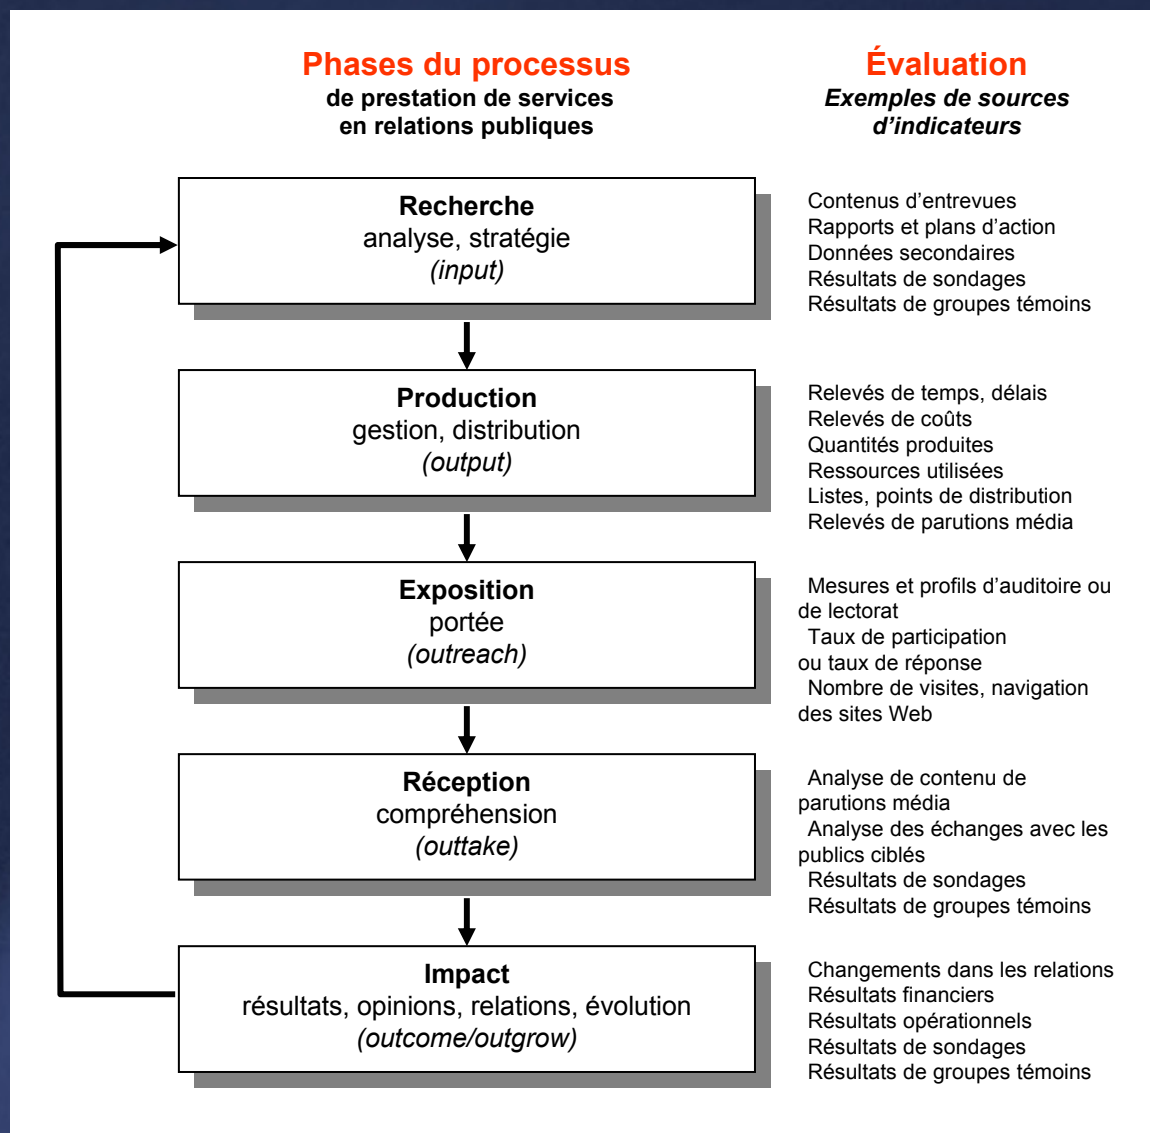 Phases du processus
de prestation de services
en relations publiques
Évaluation
Exemples de sources
d’indicateurs
Recherche
analyse, stratégie
(input)
Contenus d’entrevues
Rapports et plans d’action
Données secondaires
Résultats de sondages
Résultats de groupes témoins
Production
gestion, distribution
(output)
Relevés de temps, délais
Relevés de coûts
Quantités produites
Ressources utilisées
Listes, points de distribution
Relevés de parutions média
Exposition
portée
(outreach)
Mesures et profils d’auditoire ou
de lectorat
Taux de participation
ou taux de réponse
Nombre de visites, navigation
des sites Web
Réception
compréhension
(outtake)
Analyse de contenu de
parutions média
Analyse des échanges avec les
publics ciblés
Résultats de sondages
Résultats de groupes témoins
Impact
résultats, opinions, relations, évolution
(outcome/outgrow)
Changements dans les relations
Résultats financiers
Résultats opérationnels
Résultats de sondages
Résultats de groupes témoins